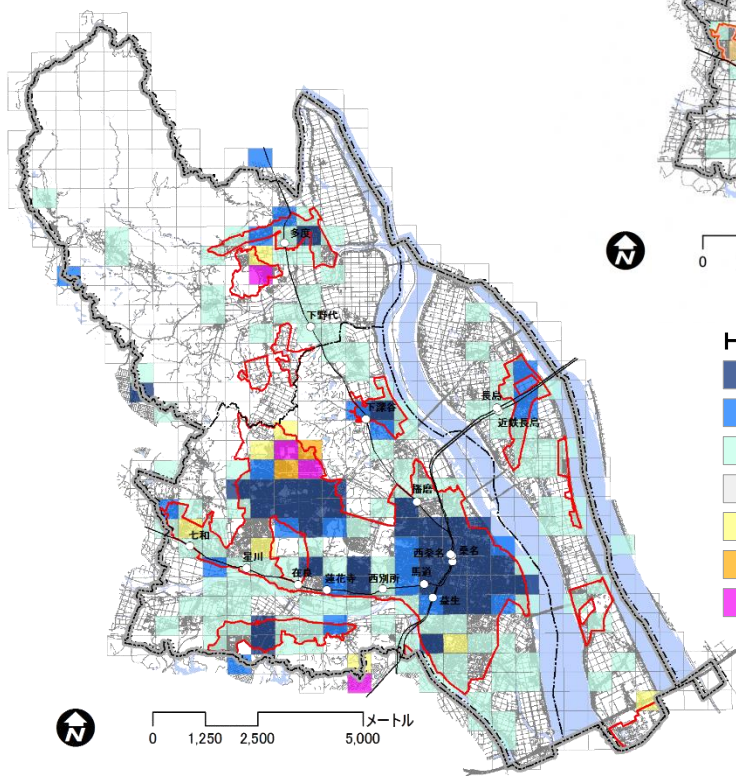 多度
下野代
下深谷
長島
近鉄長島
播磨
七和
星川
在良
蓮花寺
西別所
西桑名
桑名
馬道
益生
N
0
H
N
0 1,250 2,500 5,000 メートル